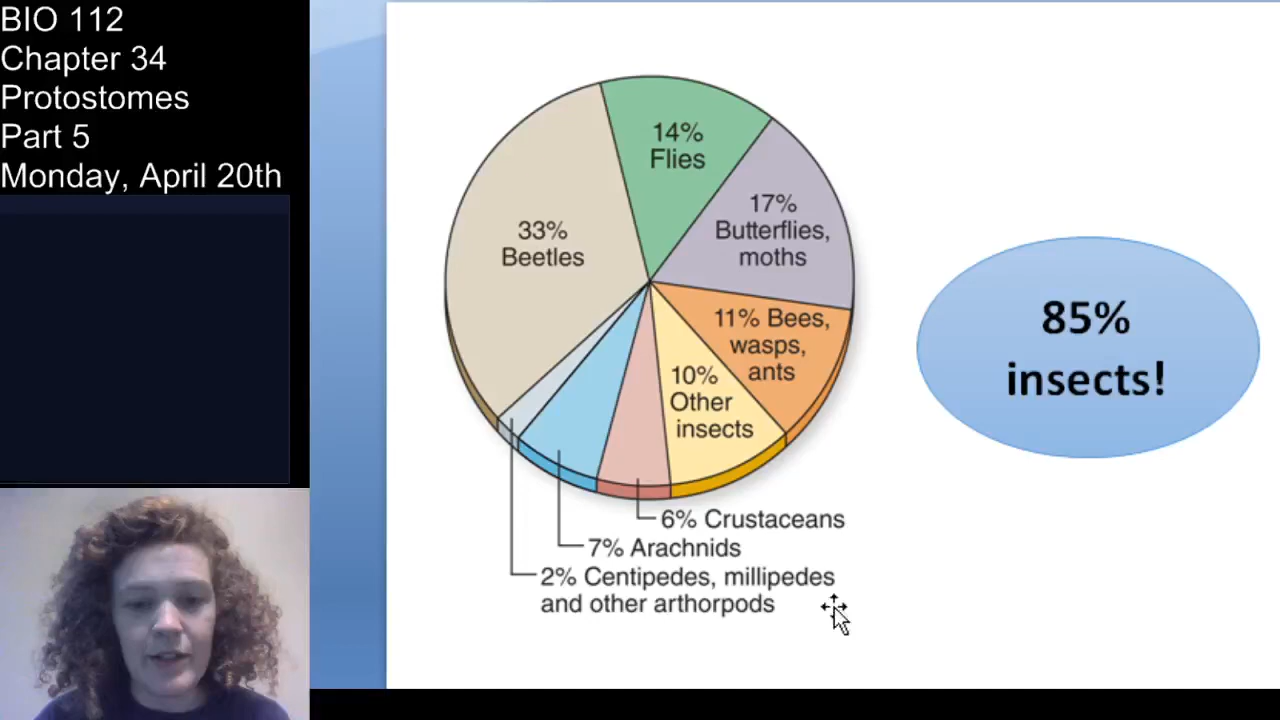 BIO 112
Chapter 34
Protostomes
Part 5
Monday, April 20th
14%
Flies
17%
Butterflies,
moths
33%
Beetles
11% Bees,
wasps,
ants
10%
Other
insects
6% Crustaceans
7% Arachnids
2% Centipedes, millipedes
and other arthorpods
85%
insects!